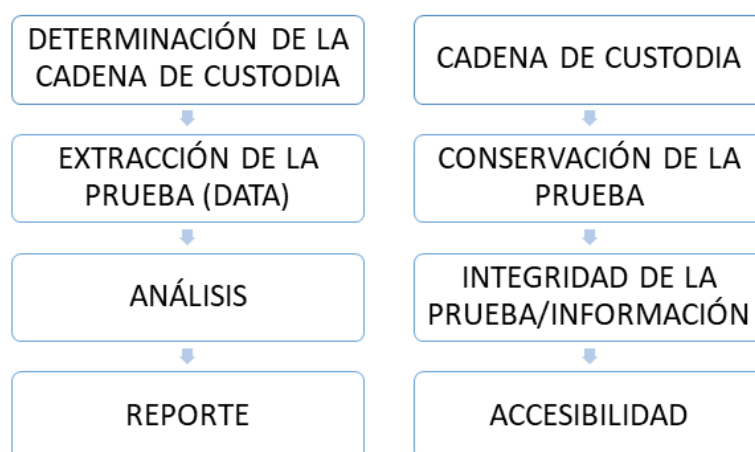 DETERMINACIÓN DE LA
CADENA DE CUSTODIA
EXTRACCIÓN DE LA
PRUEBA (DATA)
ANÁLISIS
REPORTE
CADENA DE CUSTODIA
CONSERVACIÓN DE LA
PRUEBA
INTEGRIDAD DE LA
PRUEBA/INFORMACIÓN
ACCESIBILIDAD